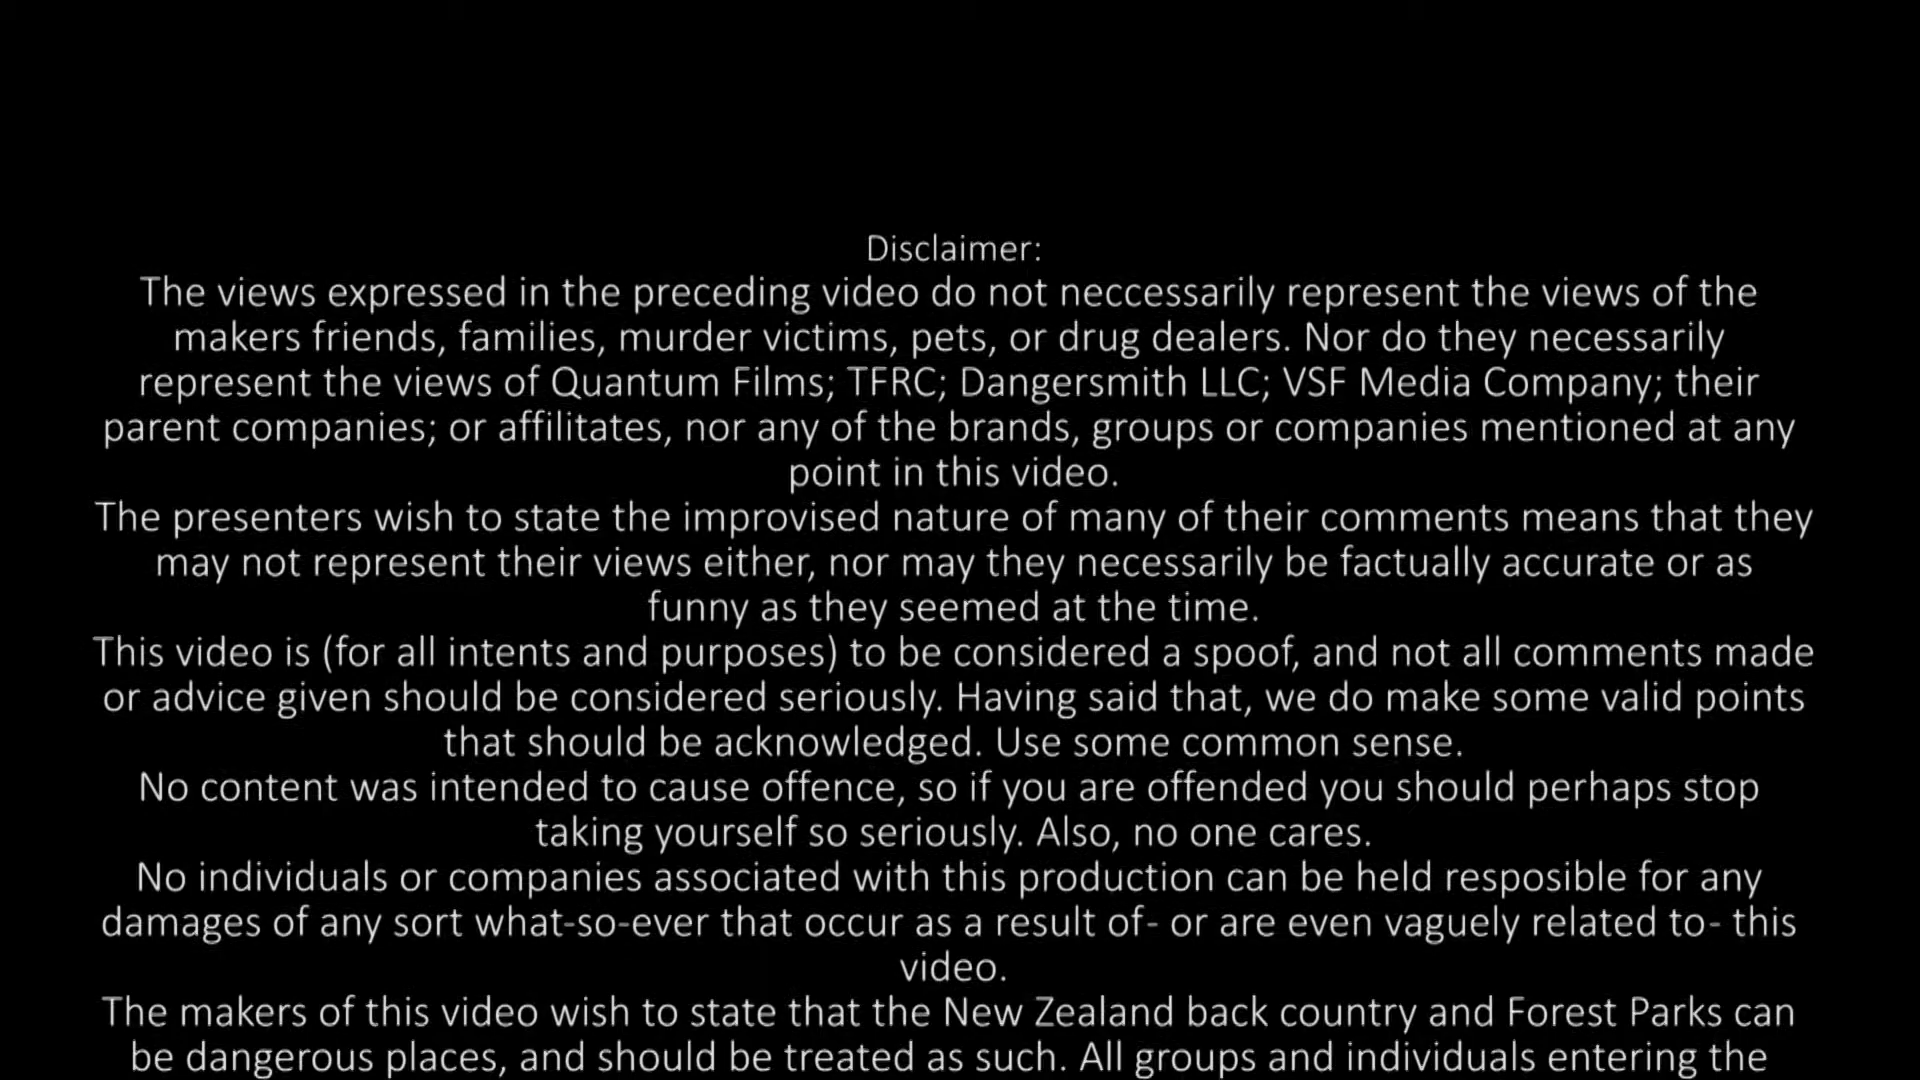 Disclaimer:
The views expressed in the preceding video do not neccessarily represent the views of the
makers friends, families, murder victims, pets, or drug dealers. Nor do they necessarily
represent the views of Quantum Films; TFRC; Dangersmith LLC; VSF Media Company; their
parent companies; or affilitates, nor any of the brands, groups or companies mentioned at any
point in this video.
The presenters wish to state the improvised nature of many of their comments means that they
may not represent their views either, nor may they necessarily be factually accurate or as
funny as they seemed at the time.
This video is (for all intents and purposes) to be considered a spoof, and not all comments made
or advice given should be considered seriously. Having said that, we do make some valid points
that should be acknowledged. Use some common sense.
No content was intended to cause offence, so if you are offended you should perhaps stop
taking yourself so seriously. Also, no one cares.
No individuals or companies associated with this production can be held resposible for any
damages of any sort what-so-ever that occur as a result of- or are even vaguely related to- this
video.
The makers of this video wish to state that the New Zealand back country and Forest Parks can
be dangerous places, and should be treated as such. All groups and individuals entering the